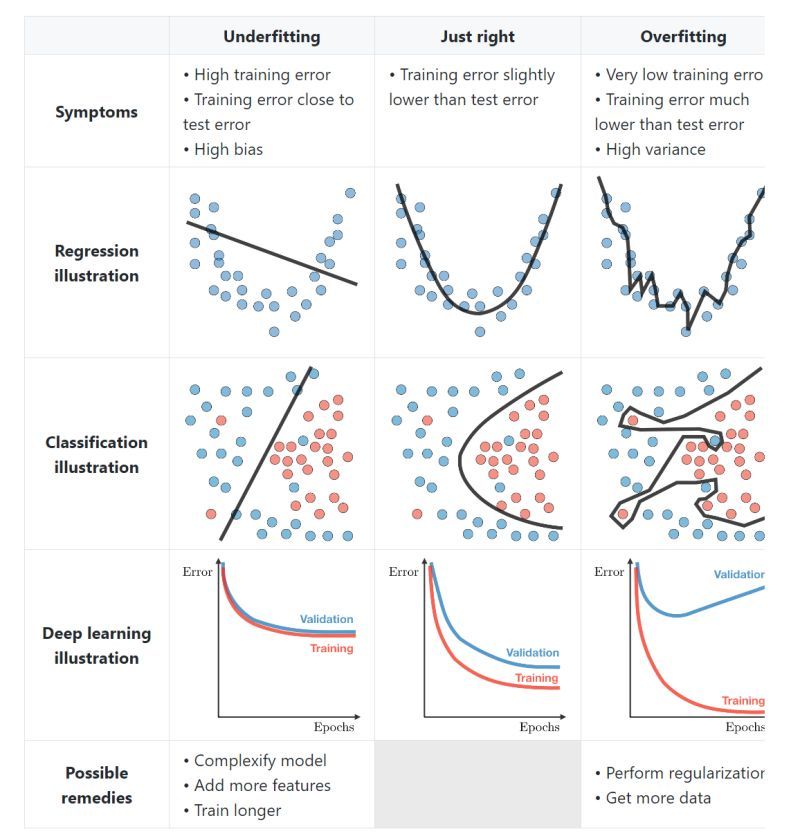 Underfitting
Just right
Overfitting
Symptoms
• High training error
• Training error close to
test error
• High bias
• Training error slightly
lower than test error
• Very low training erro
• Training error much
lower than test error
• High variance
Regression
illustration
Classification
illustration
Deep learning
illustration
Error
Validation
Training
Epochs
Error
Validation
Training
Epochs
Error
Validation
Training
Epochs
Possible
remedies
• Complexify model
• Add more features
• Train longer
• Perform regularization
• Get more data